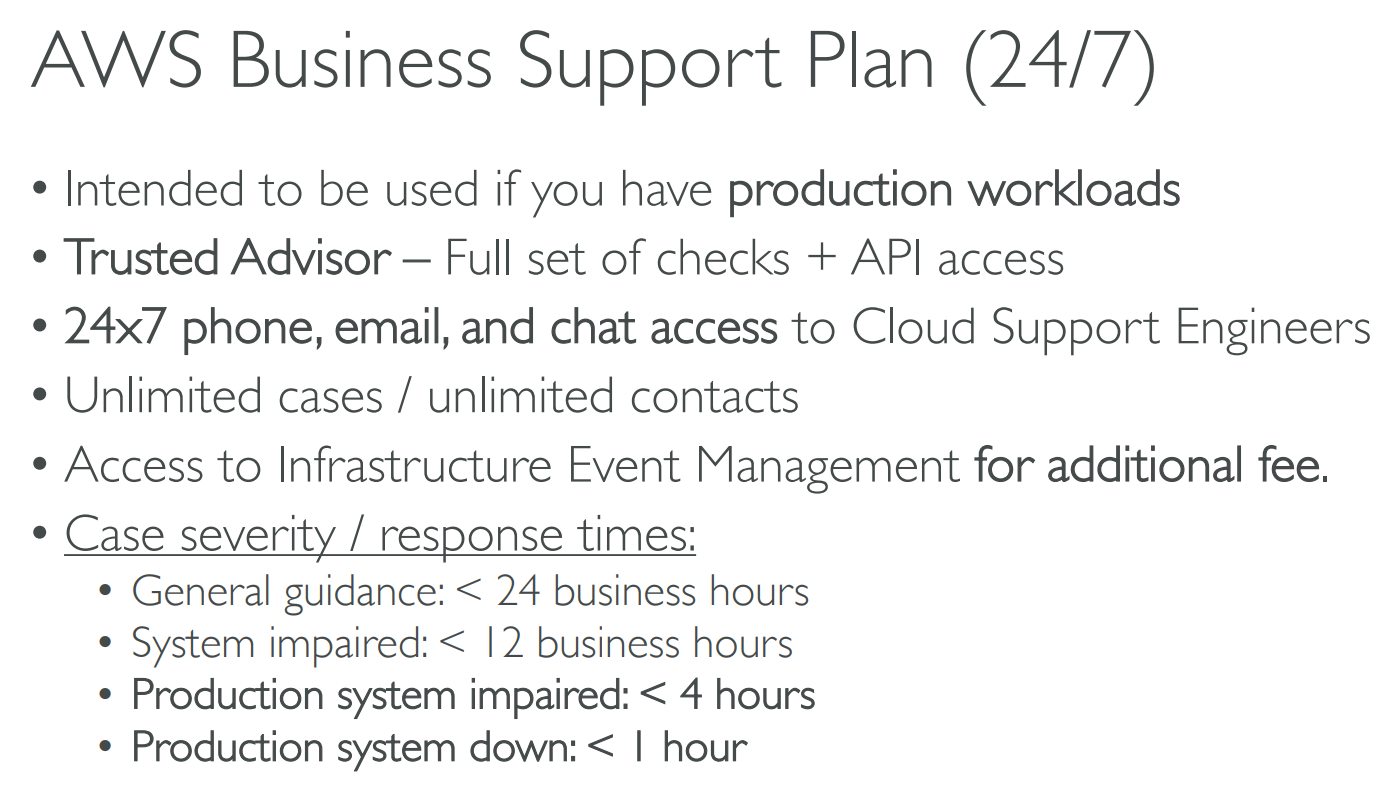 AWS Business Support Plan (24/7)
• Intended to be used if you have production workloads
• Trusted Advisor – Full set of checks + API access
• 24x7 phone, email, and chat access to Cloud Support Engineers
• Unlimited cases / unlimited contacts
• Access to Infrastructure Event Management for additional fee.
• Case severity / response times:
• General guidance: < 24 business hours
• System impaired: < 12 business hours
• Production system impaired: < 4 hours
• Production system down: < 1 hour